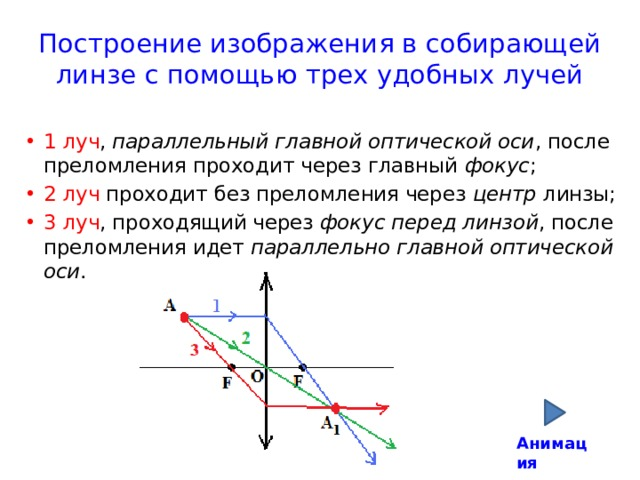 Построение изображения в собирающей
линзе с помощью трех удобных лучей
• 1 луч, параллельный главной оптической оси, после
преломления проходит через главный фокус;
• 2 луч проходит без преломления через центр линзы;
• 3 луч, проходящий через фокус перед линзой, после
преломления идет параллельно главной оптической
оси.
A 1
2
3
F O F
A1
Анимац
ия